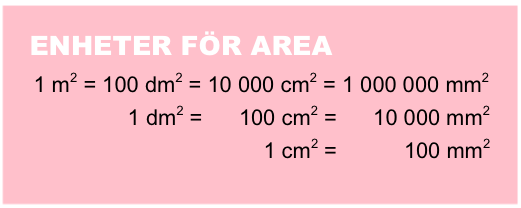 ENHETER FÖR AREA
1 m² = 100 dm² = 10 000 cm² = 1 000 000 mm²
1 dm² = 100 cm² = 10 000 mm²
1 cm² = 100 mm²